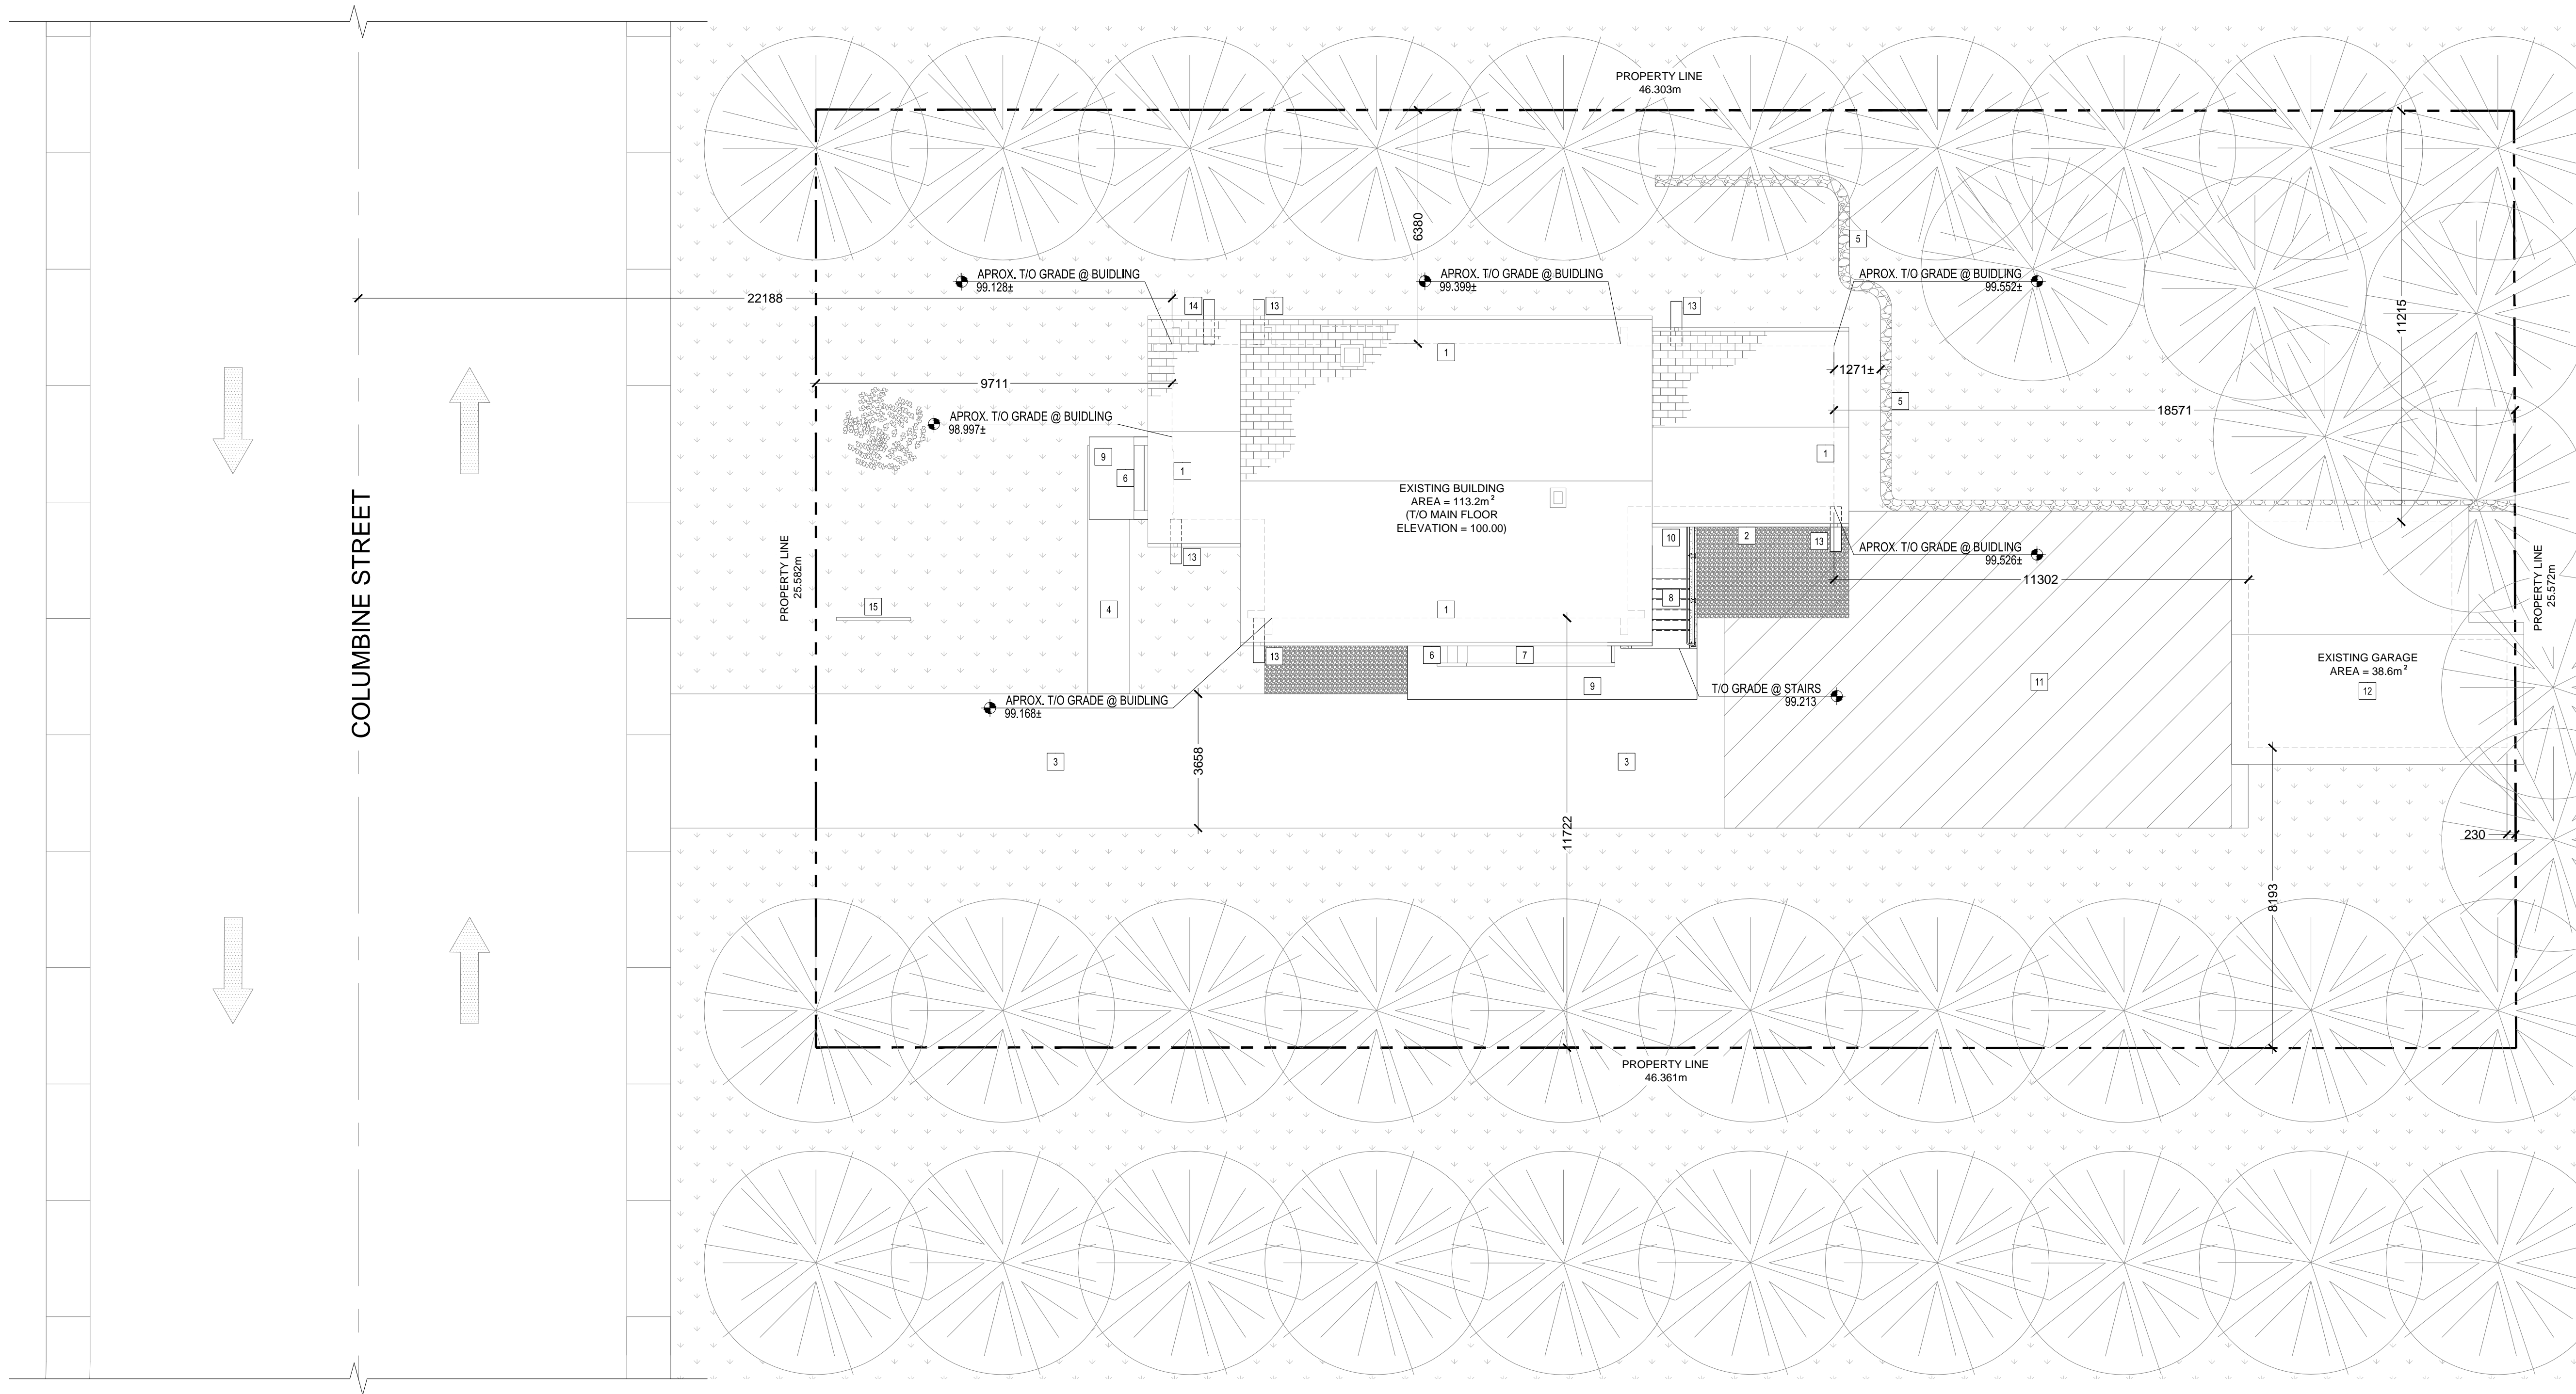 PROPERTY LINE
46.303m
6380
11215
5
APROX. T/O GRADE @ BUIDLING
99.128±
APROX. T/O GRADE @ BUIDLING
99.399±
APROX. T/O GRADE @ BUIDLING
99.552±
22188
14
13
13
1
9711
1271±
5
18571
APROX. T/O GRADE @ BUIDLING
98.997±
9
6
1
1
EXISTING BUILDING
AREA = 113.2m²
(T/O MAIN FLOOR
ELEVATION = 100.00)
COLUMBINE STREET
PROPERTY LINE
25.582m
13
10
2
13
APROX. T/O GRADE @ BUIDLING
99.526±
11302
PROPERTY LINE
25.572m
15
4
1
8
13
6
7
9
EXISTING GARAGE
AREA = 38.6m²
12
11
T/O GRADE @ STAIRS
99.213
APROX. T/O GRADE @ BUIDLING
99.168±
3
3658
3
11722
230
8193
PROPERTY LINE
46.361m